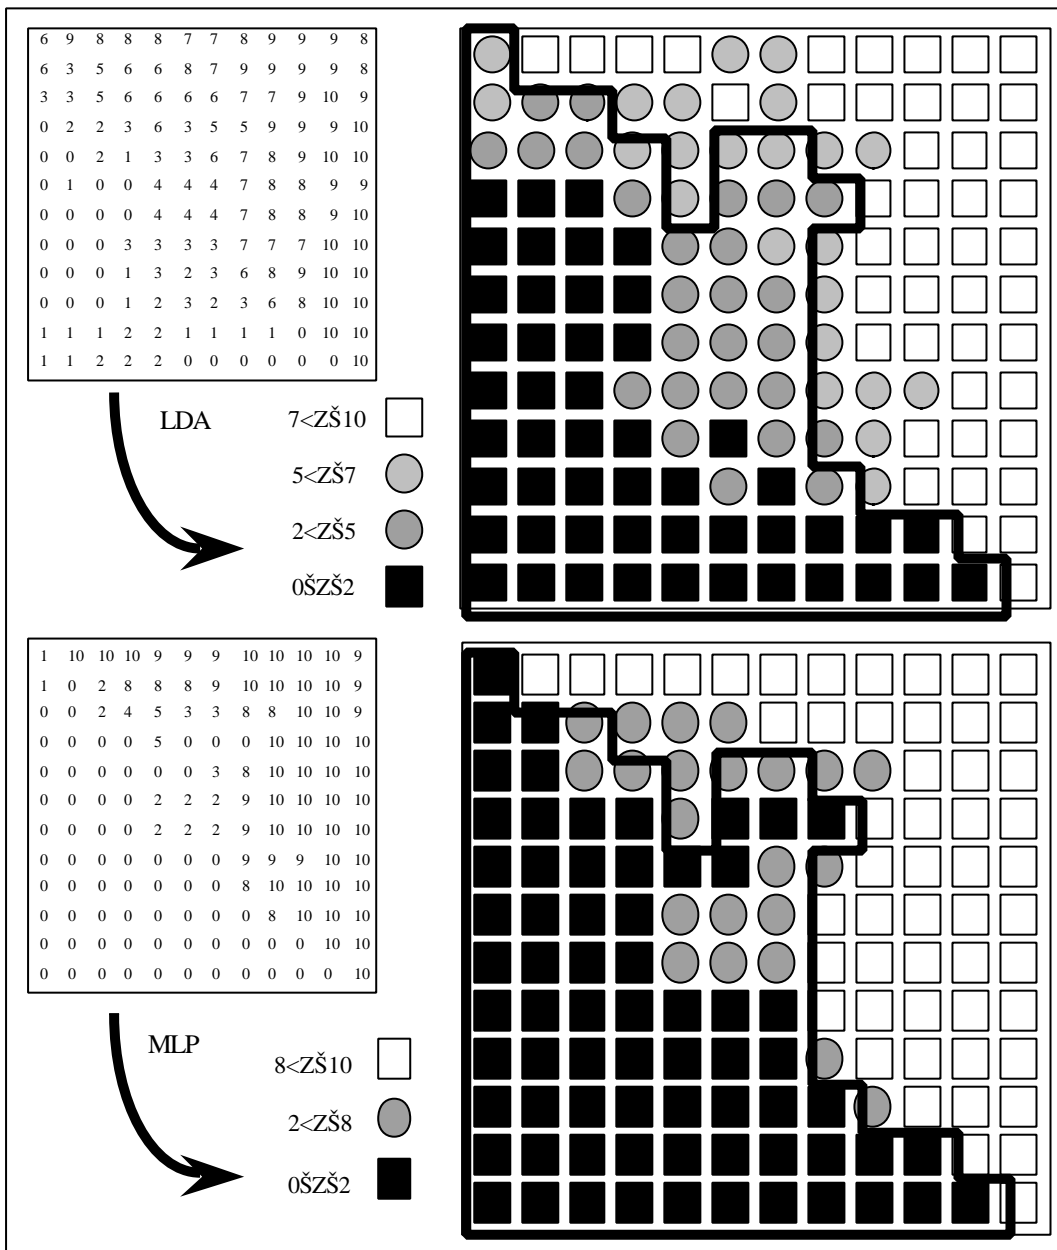 6 9 8 8 8 7 7 8 9 9 9 8
6 3 5 6 6 8 7 9 9 9 9 8
3 3 5 6 6 6 6 7 7 9 10 9
0 2 2 3 6 3 5 5 9 9 9 10
0 0 2 1 3 3 6 7 8 9 10 10
0 1 0 0 4 4 4 7 8 8 9 9
0 0 0 0 4 4 4 7 8 8 9 10
0 0 0 3 3 3 3 7 7 7 10 10
0 0 0 1 3 2 3 6 8 9 10 10
0 0 0 1 2 3 2 3 6 8 10 10
1 1 1 2 2 1 1 1 1 0 10 10
1 1 2 2 2 0 0 0 0 0 0 10
LDA
7<ZŠ10
5<ZŠ7
2<ZŠ5
0ŠZŠ2
1 10 10 10 9 9 9 10 10 10 10 9
1 0 2 8 8 8 9 10 10 10 10 9
0 0 2 4 5 3 3 8 8 10 10 9
0 0 0 0 5 0 0 0 10 10 10 10
0 0 0 0 0 0 3 8 10 10 10 10
0 0 0 0 2 2 2 9 10 10 10 10
0 0 0 0 2 2 2 9 10 10 10 10
0 0 0 0 0 0 0 9 9 9 10 10
0 0 0 0 0 0 0 8 10 10 10 10
0 0 0 0 0 0 0 0 8 10 10 10
0 0 0 0 0 0 0 0 0 0 10 10
0 0 0 0 0 0 0 0 0 0 0 10
MLP
8<ZŠ10
2<ZŠ8
0ŠZŠ2